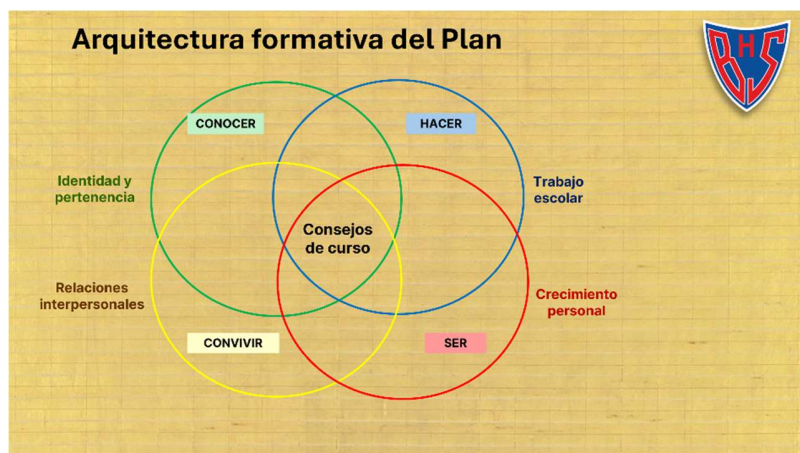 Arquitectura formativa del Plan
BHS
CONOCER
HACER
Identidad y
pertenencia
Trabajo
escolar
Consejos
de curso
Relaciones
interpersonales
Crecimiento
personal
CONVIVIR
SER